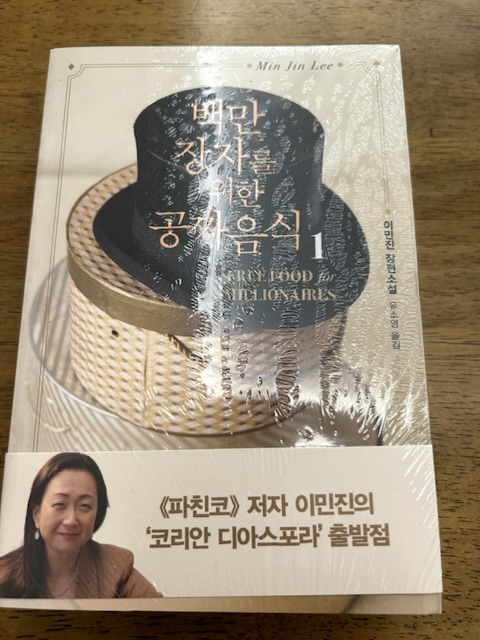 Min Jin Lee
백만
장자를
위한
공짜음식 1
FREE FOOD for
MILLIONAIRES
이민진 장편소설 유소영 옮김
《파친코》 저자 이민진의
‘코리안 디아스포라’ 출발점